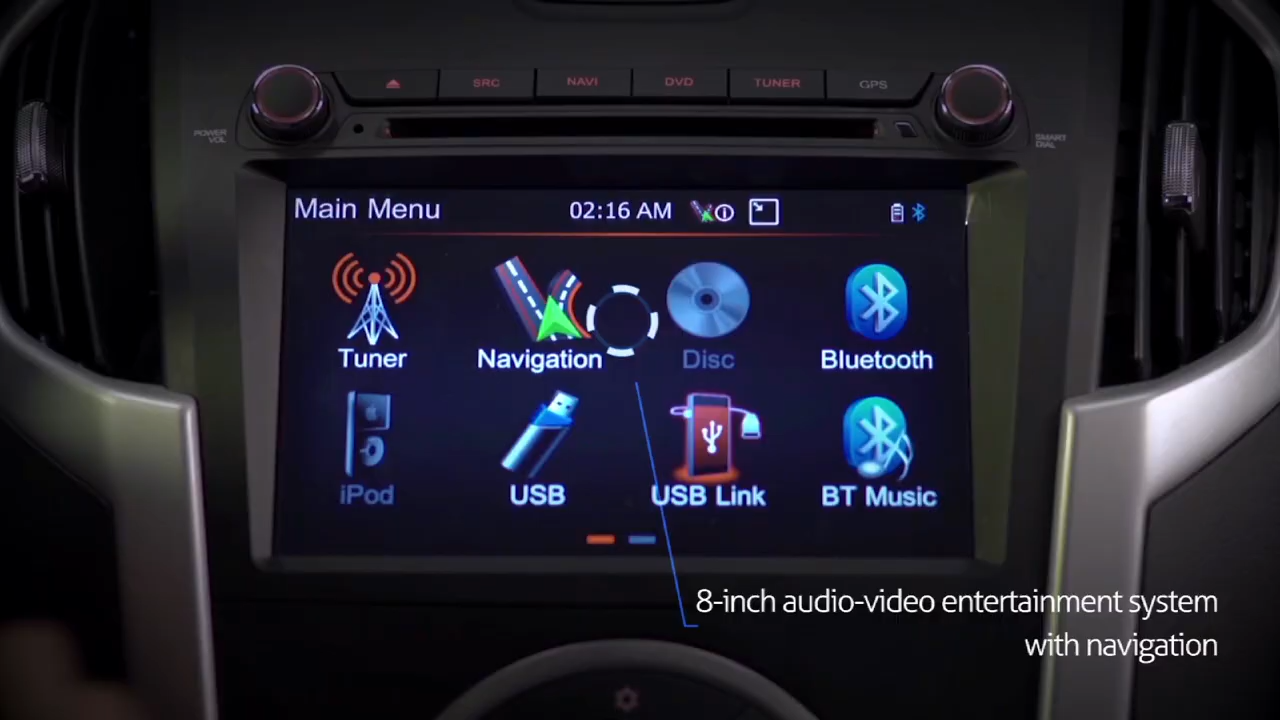 SRC NAVI DVD TUNER GPS
POWER
VOL
SMART
DIAL
Main Menu 02:16 AM
Tuner Navigation Disc Bluetooth
iPod USB USB Link BT Music
8-inch audio-video entertainment system
with navigation